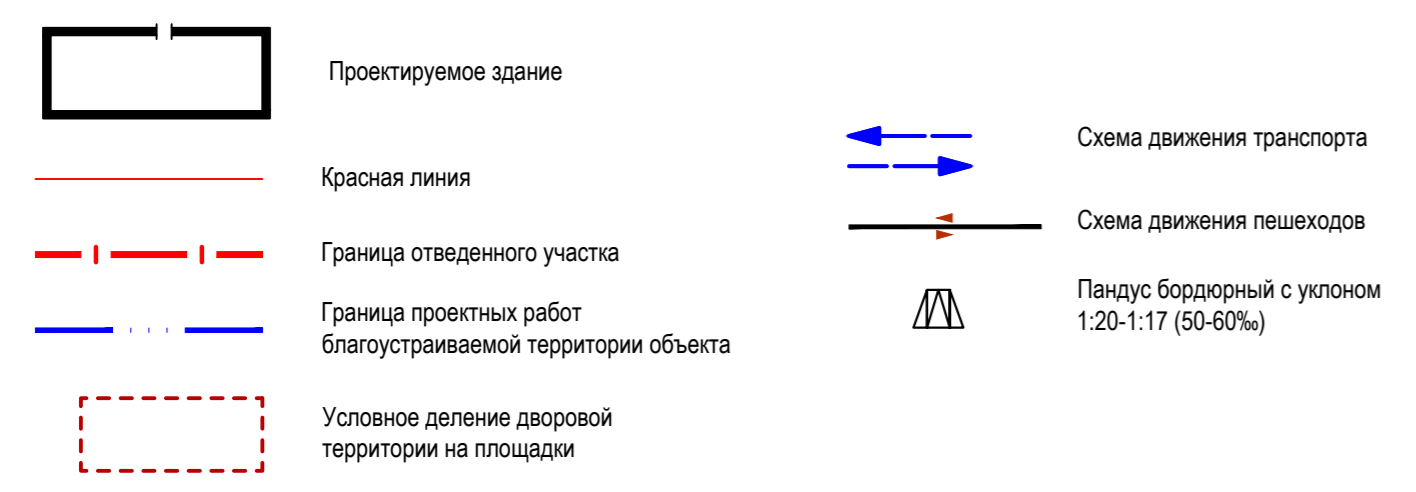 Проектируемое здание
Красная линия
Граница отведенного участка
Граница проектных работ
благоустраиваемой территории объекта
Условное деление дворовой
территории на площадки
Схема движения транспорта
Схема движения пешеходов
Пандус бордюрный с уклоном
1:20-1:17 (50-60‰)